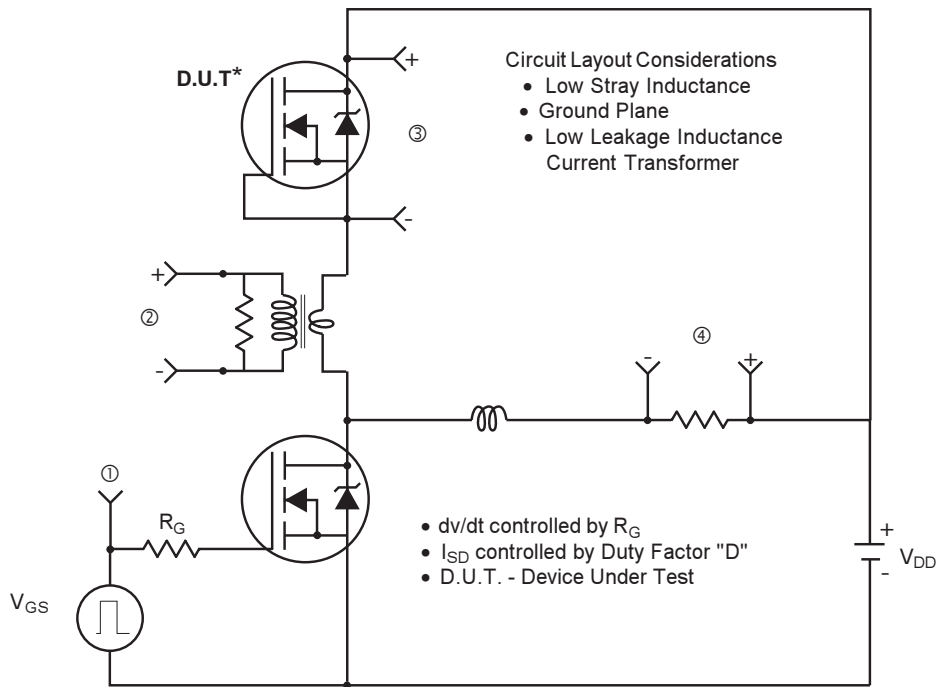 D.U.T*
+
Circuit Layout Considerations
• Low Stray Inductance
• Ground Plane
• Low Leakage Inductance
Current Transformer
③
-
+
②
-
④
-
+
①
R_G
V_GS
• dv/dt controlled by R_G
• I_SD controlled by Duty Factor "D"
• D.U.T. - Device Under Test
+
V_DD
-